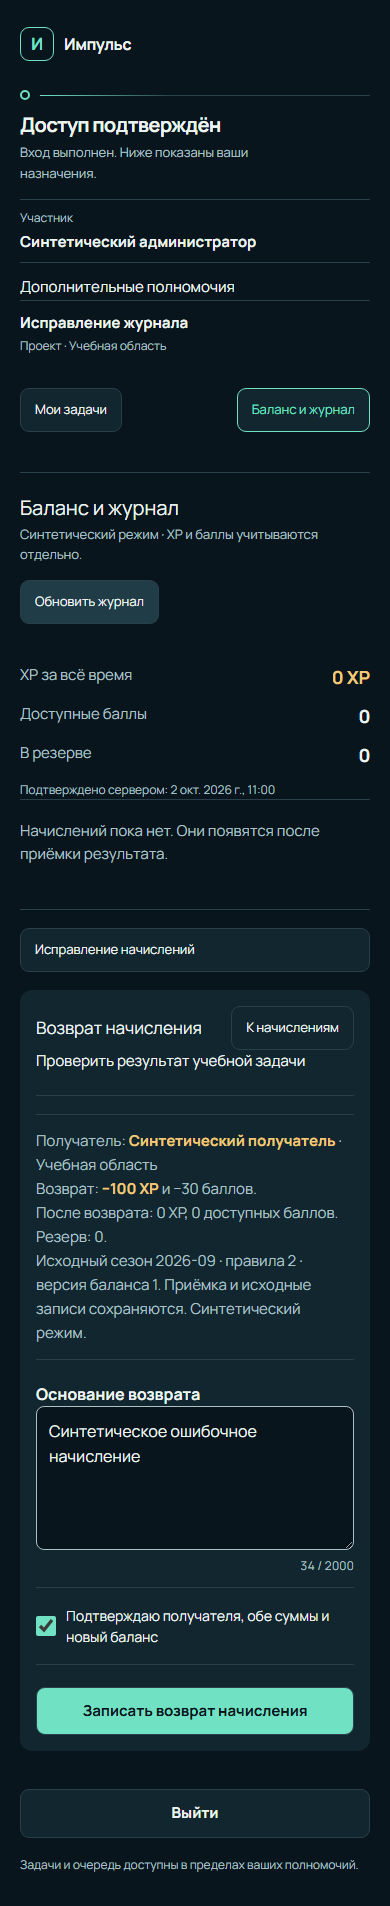 И Импульс
Доступ подтверждён
Вход выполнен. Ниже показаны ваши
назначения.
Участник
Синтетический администратор
Дополнительные полномочия
Исправление журнала
Проект · Учебная область
Мои задачи
Баланс и журнал
Баланс и журнал
Синтетический режим · XP и баллы учитываются
отдельно.
Обновить журнал
XP за всё время 0 XP
Доступные баллы 0
В резерве 0
Подтверждено сервером: 2 окт. 2026 г., 11:00
Начислений пока нет. Они появятся после
приёмки результата.
Исправление начислений
Возврат начисления
К начислениям
Проверить результат учебной задачи
Получатель: Синтетический получатель ·
Учебная область
Возврат: −100 XP и −30 баллов.
После возврата: 0 XP, 0 доступных баллов.
Резерв: 0.
Исходный сезон 2026-09 · правила 2 ·
версия баланса 1. Приёмка и исходные
записи сохраняются. Синтетический
режим.
Основание возврата
Синтетическое ошибочное
начисление
34 / 2000
Подтверждаю получателя, обе суммы и
новый баланс
Записать возврат начисления
Выйти
Задачи и очередь доступны в пределах ваших полномочий.